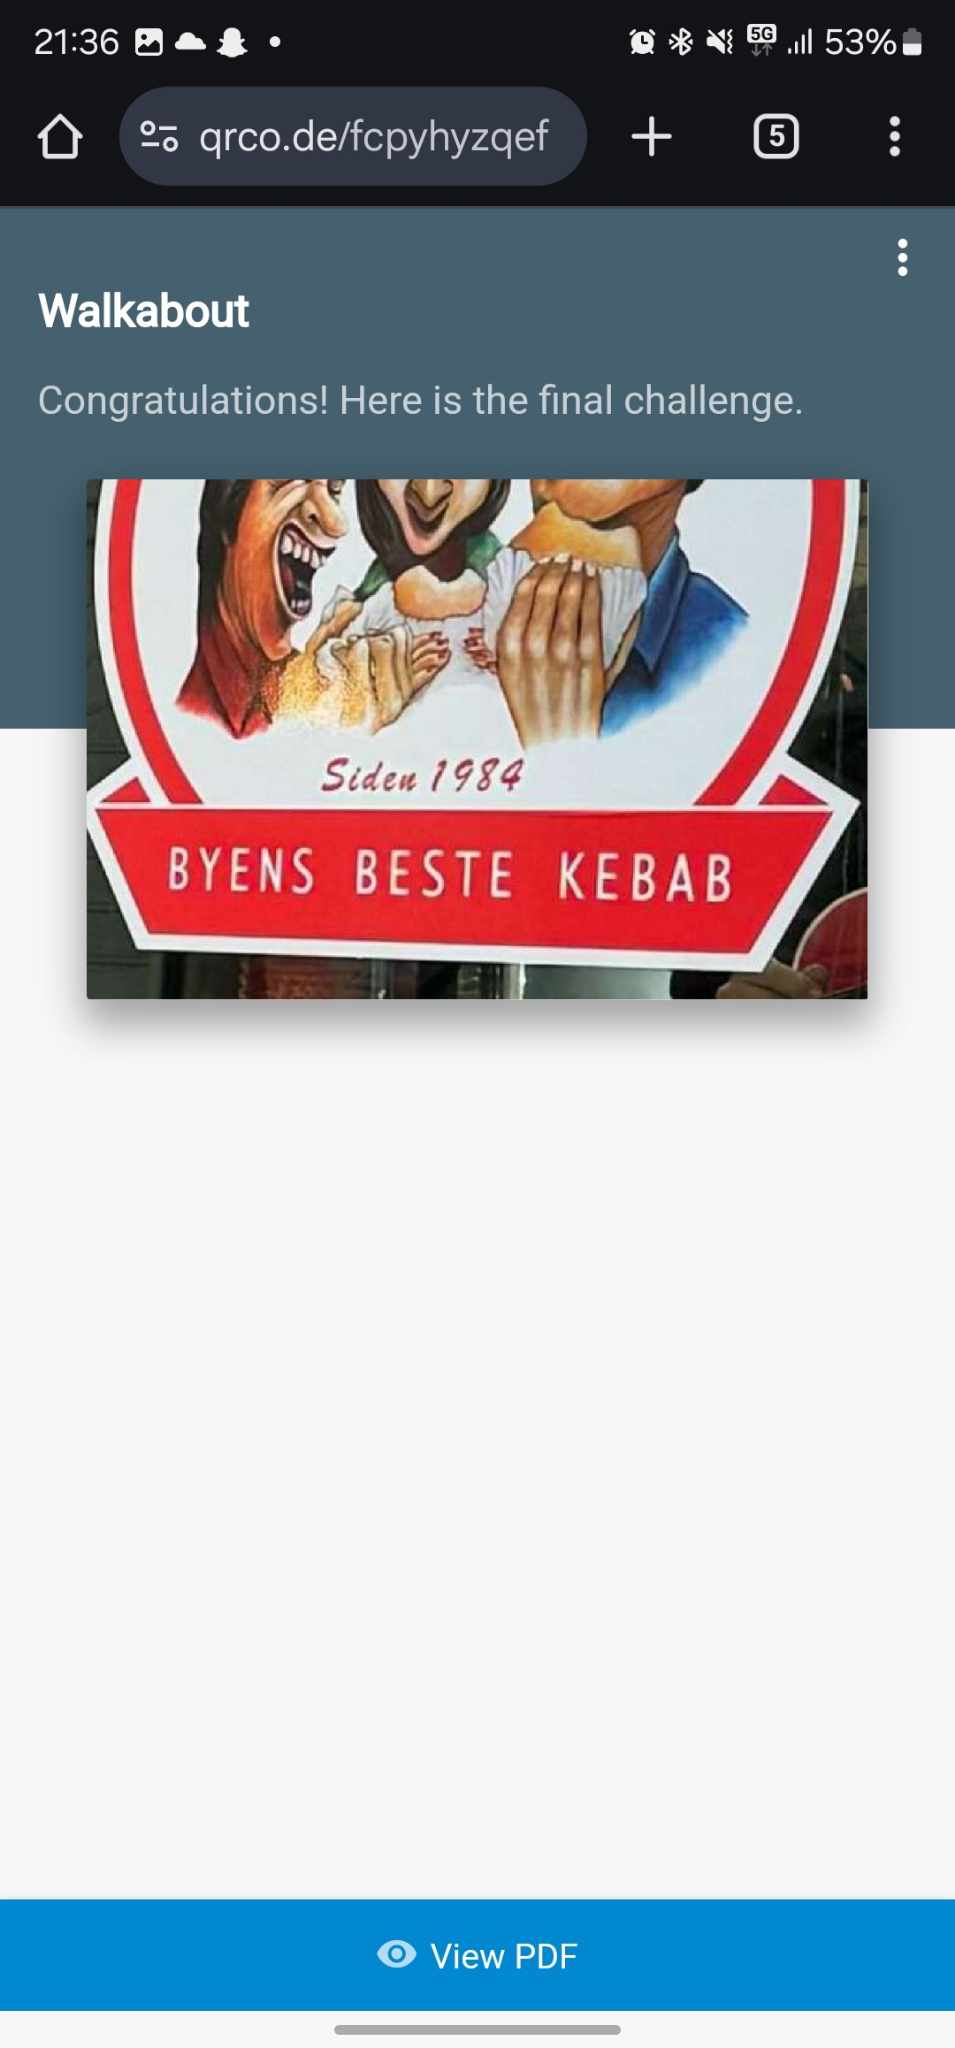 21:36
5G
53%
qrco.de/fcpyhyzqef
5
Walkabout
Congratulations! Here is the final challenge.
Siden 1984
BYENS BESTE KEBAB
View PDF